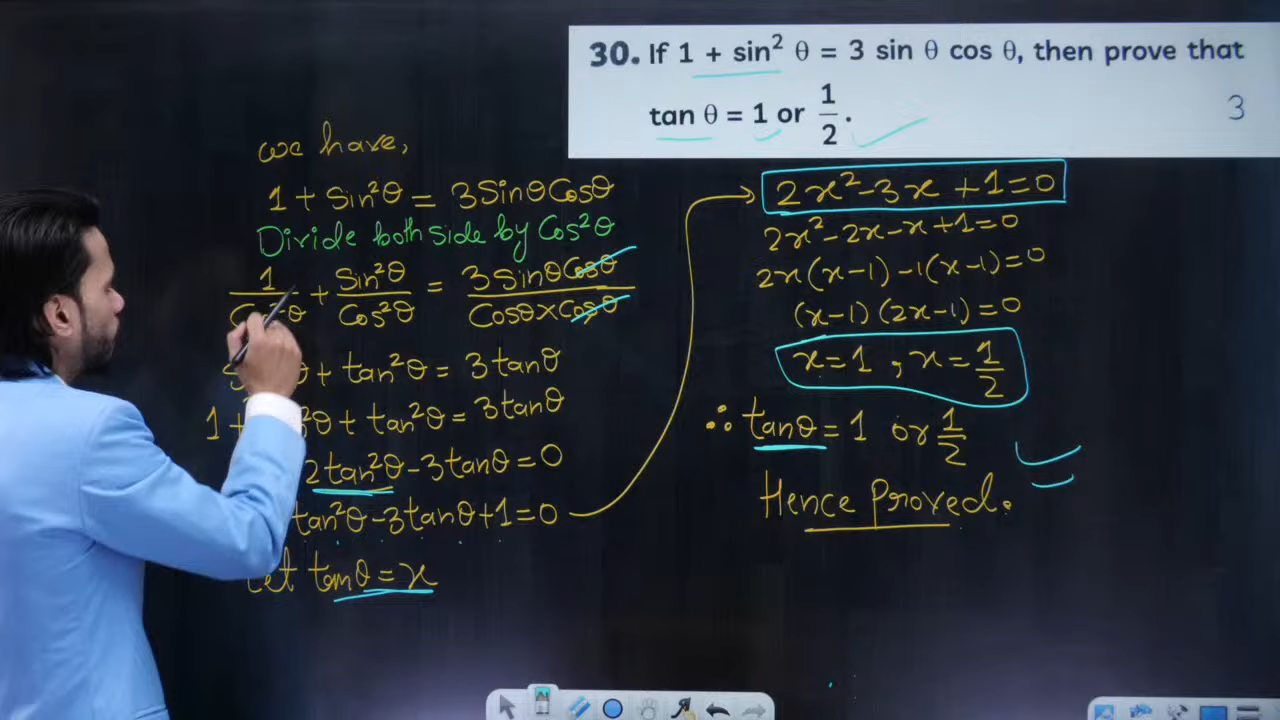 30. If 1 + sin² θ = 3 sin θ cos θ, then prove that
tan θ = 1 or 1/2.
3
we have,
1 + Sin²θ = 3SinθCosθ
Divide both side by Cos²θ
1/Cos²θ + Sin²θ/Cos²θ = 3SinθCosθ/Cosθ×Cosθ
+ tan²θ = 3tanθ
1 + + tan²θ = 3tanθ
2tan²θ - 3tanθ = 0
tan²θ - 3tanθ + 1 = 0
Let tanθ = x
2x² - 3x + 1 = 0
2x² - 2x - x + 1 = 0
2x(x-1) - 1(x-1) = 0
(x-1) (2x-1) = 0
x = 1 , x = 1/2
∴ tanθ = 1 or 1/2
Hence Proved.